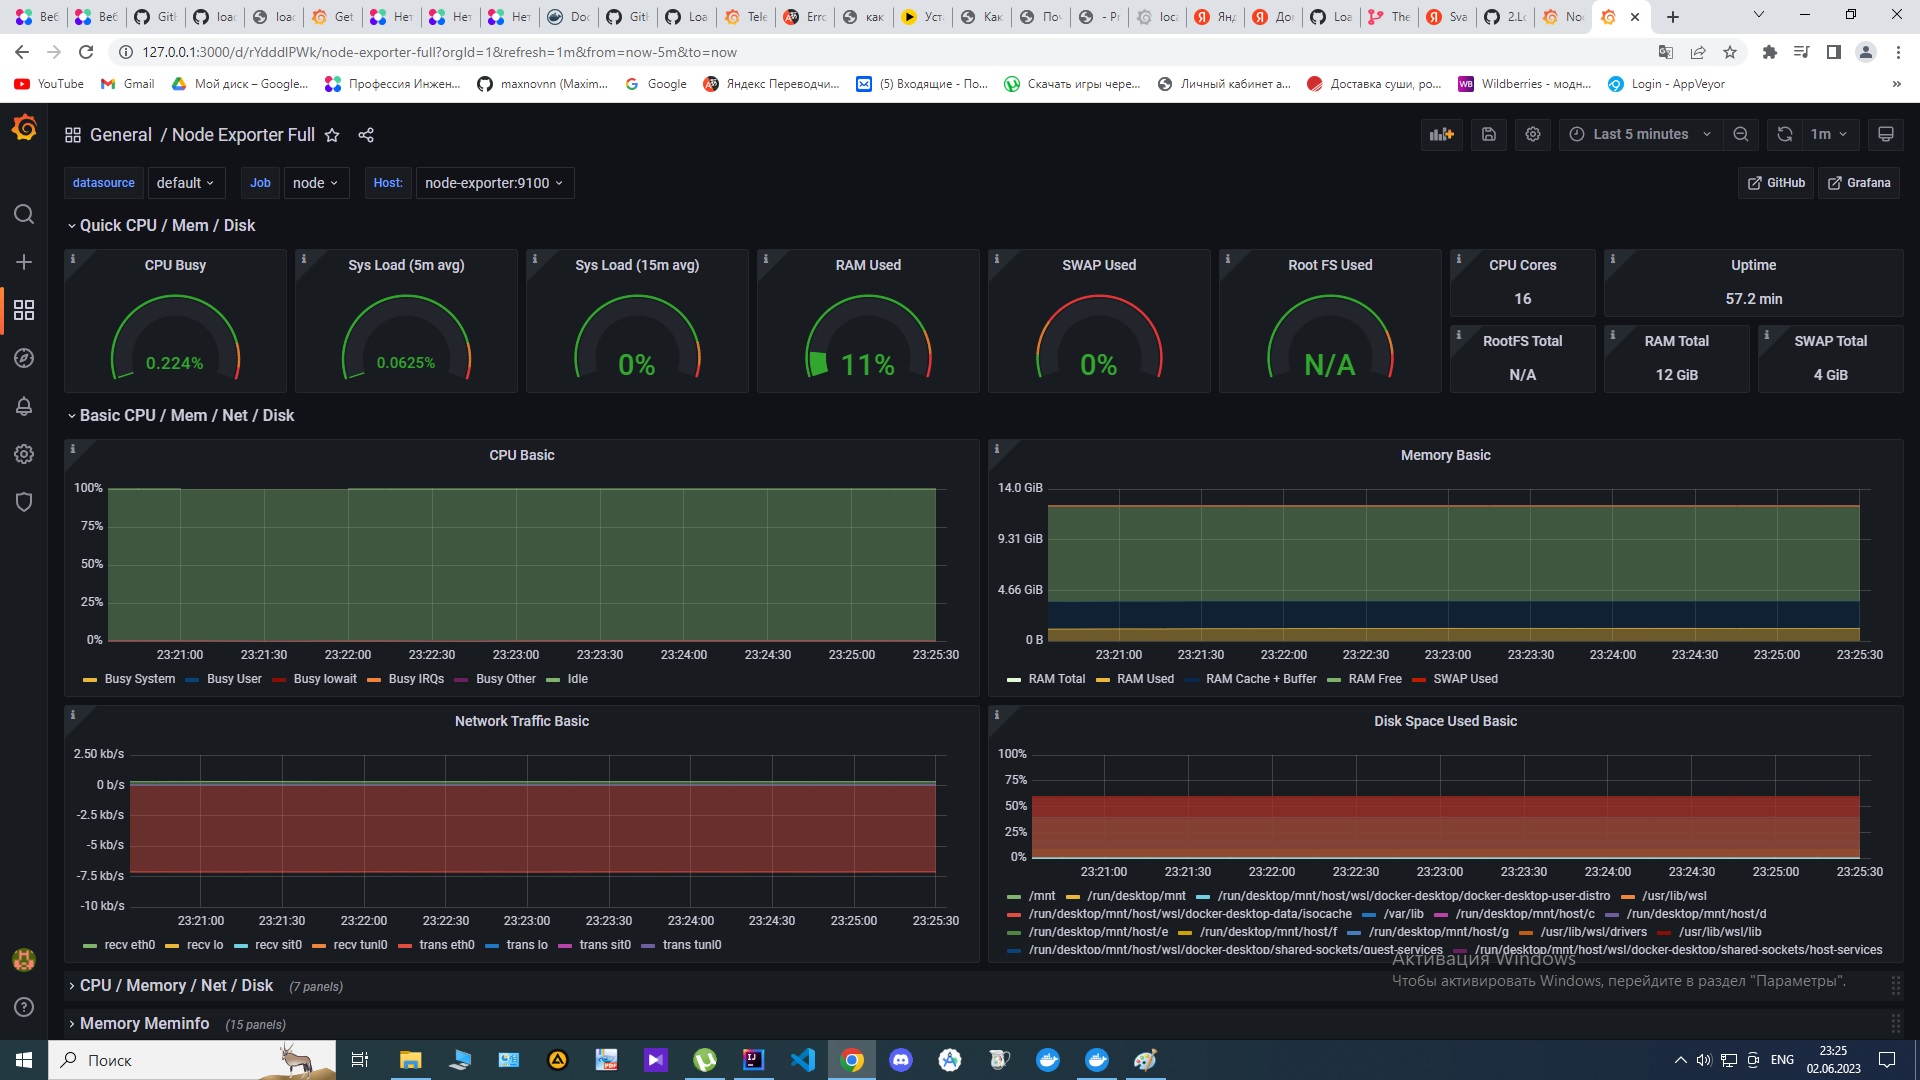 Веб
Веб
Gith
load
load
Get
Нет
Нет
Нет
Doc
Gith
Loa
Tele
Erro
как
Уст
Как
Поч
- Pr
loca
Янд
До
Loa
The
Sva
2.Lo
No
127.0.0.1:3000/d/rYdddlPWk/node-exporter-full?orgId=1&refresh=1m&from=now-5m&to=now
YouTube Gmail Мой диск – Google... Профессия Инжен... maxnovnn (Maxim... Google Яндекс Переводчи... (5) Входящие - По... Скачать игры чере... Личный кабинет а... Доставка суши, ро... Wildberries - модн... Login - AppVeyor »
General / Node Exporter Full
Last 5 minutes 1m
datasource default Job node Host: node-exporter:9100 GitHub Grafana
Quick CPU / Mem / Disk
CPU Busy
0.224%
Sys Load (5m avg)
0.0625%
Sys Load (15m avg)
0%
RAM Used
11%
SWAP Used
0%
Root FS Used
N/A
CPU Cores
16
Uptime
57.2 min
RootFS Total
N/A
RAM Total
12 GiB
SWAP Total
4 GiB
Basic CPU / Mem / Net / Disk
CPU Basic
100%
75%
50%
25%
0%
23:21:00 23:21:30 23:22:00 23:22:30 23:23:00 23:23:30 23:24:00 23:24:30 23:25:00 23:25:30
Busy System Busy User Busy Iowait Busy IRQs Busy Other Idle
Memory Basic
14.0 GiB
9.31 GiB
4.66 GiB
0 B
23:21:00 23:21:30 23:22:00 23:22:30 23:23:00 23:23:30 23:24:00 23:24:30 23:25:00 23:25:30
RAM Total RAM Used RAM Cache + Buffer RAM Free SWAP Used
Network Traffic Basic
2.50 kb/s
0 b/s
-2.5 kb/s
-5 kb/s
-7.5 kb/s
-10 kb/s
23:21:00 23:21:30 23:22:00 23:22:30 23:23:00 23:23:30 23:24:00 23:24:30 23:25:00 23:25:30
recv eth0 recv lo recv sit0 recv tunl0 trans eth0 trans lo trans sit0 trans tunl0
Disk Space Used Basic
100%
75%
50%
25%
0%
23:21:00 23:21:30 23:22:00 23:22:30 23:23:00 23:23:30 23:24:00 23:24:30 23:25:00 23:25:30
/mnt /run/desktop/mnt /run/desktop/mnt/host/wsl/docker-desktop/docker-desktop-user-distro /usr/lib/wsl
/run/desktop/mnt/host/wsl/docker-desktop-data/isocache /var/lib /run/desktop/mnt/host/c /run/desktop/mnt/host/d
/run/desktop/mnt/host/e /run/desktop/mnt/host/f /run/desktop/mnt/host/g /usr/lib/wsl/drivers /usr/lib/wsl/lib
/run/desktop/mnt/host/wsl/docker-desktop/shared-sockets/guest-services /run/desktop/mnt/host/wsl/docker-desktop/shared-sockets/host-services
CPU / Memory / Net / Disk (7 panels)
Memory Meminfo (15 panels)
Активация Windows
Чтобы активировать Windows, перейдите в раздел "Параметры".
Поиск
ENG
23:25
02.06.2023